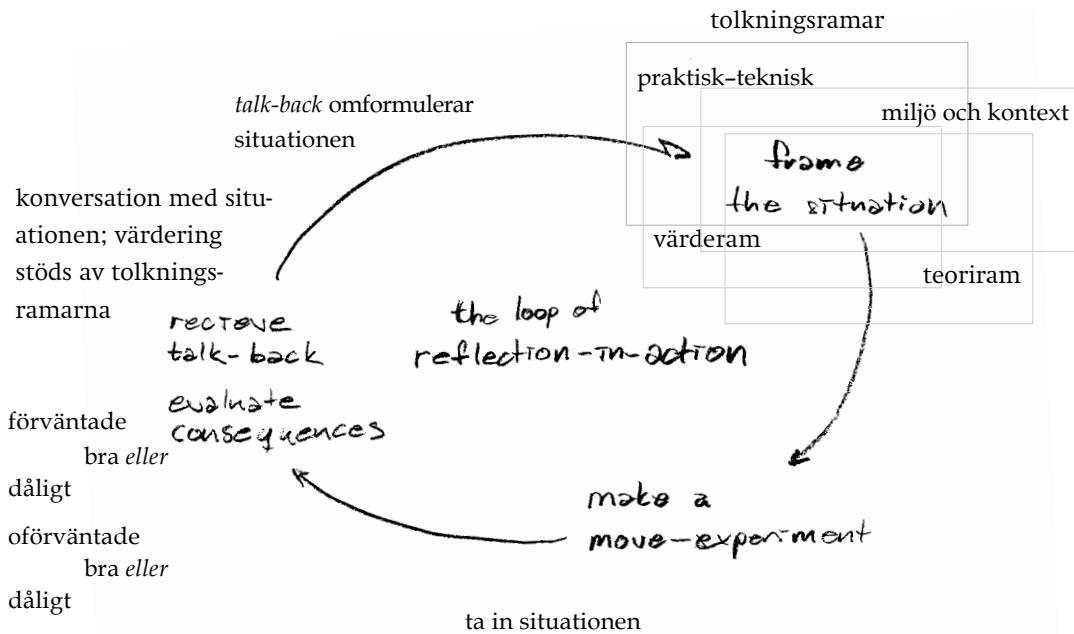 tolkningsramar
praktisk–teknisk
talk-back omformulerar
situationen
miljö och kontext
frame
the situation
konversation med situ-
ationen; värdering
stöds av tolknings-
ramarna
värderam
teoriram
the loop of
reflection-in-action
recieve
talk-back
evaluate
consequences
förväntade
bra eller
dåligt
oförväntade
bra eller
dåligt
make a
move-experiment
ta in situationen